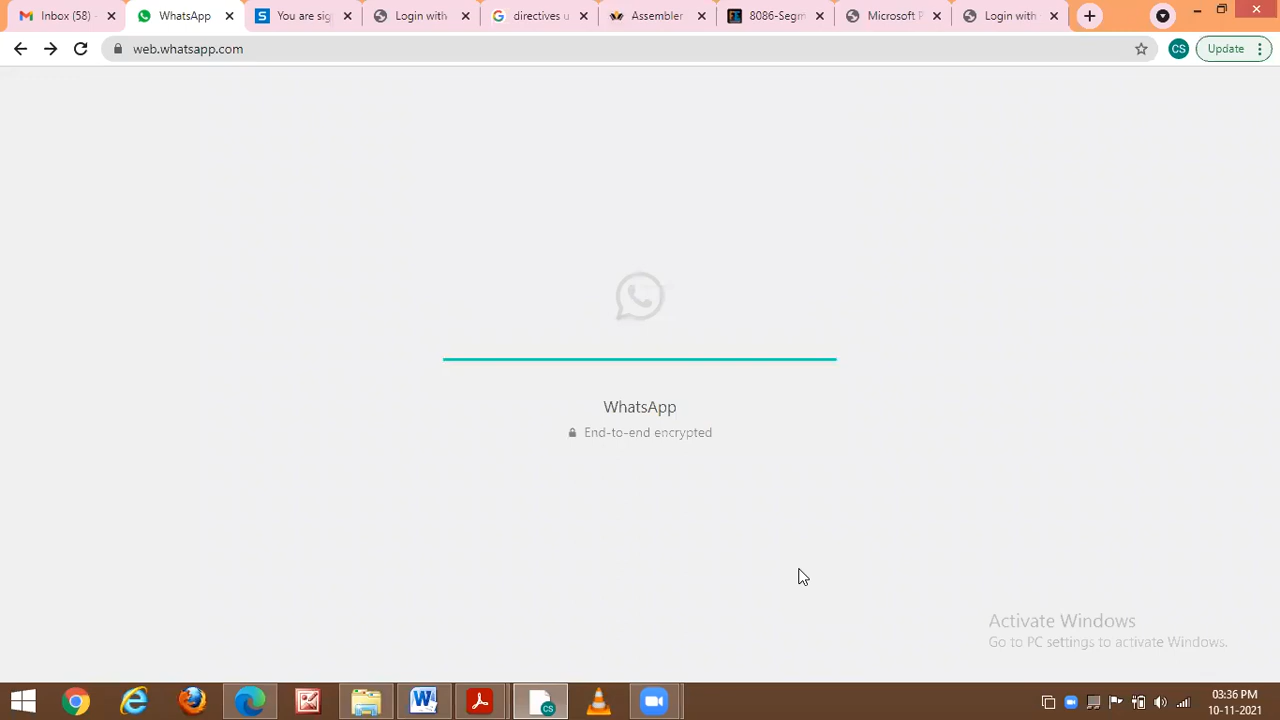 Inbox (58)
WhatsApp
You are sig
Login with
directives u
Assembler
8086-Segm
Microsoft P
Login with
web.whatsapp.com
CS
Update
WhatsApp
End-to-end encrypted
Activate Windows
Go to PC settings to activate Windows.
CS
03:36 PM
10-11-2021